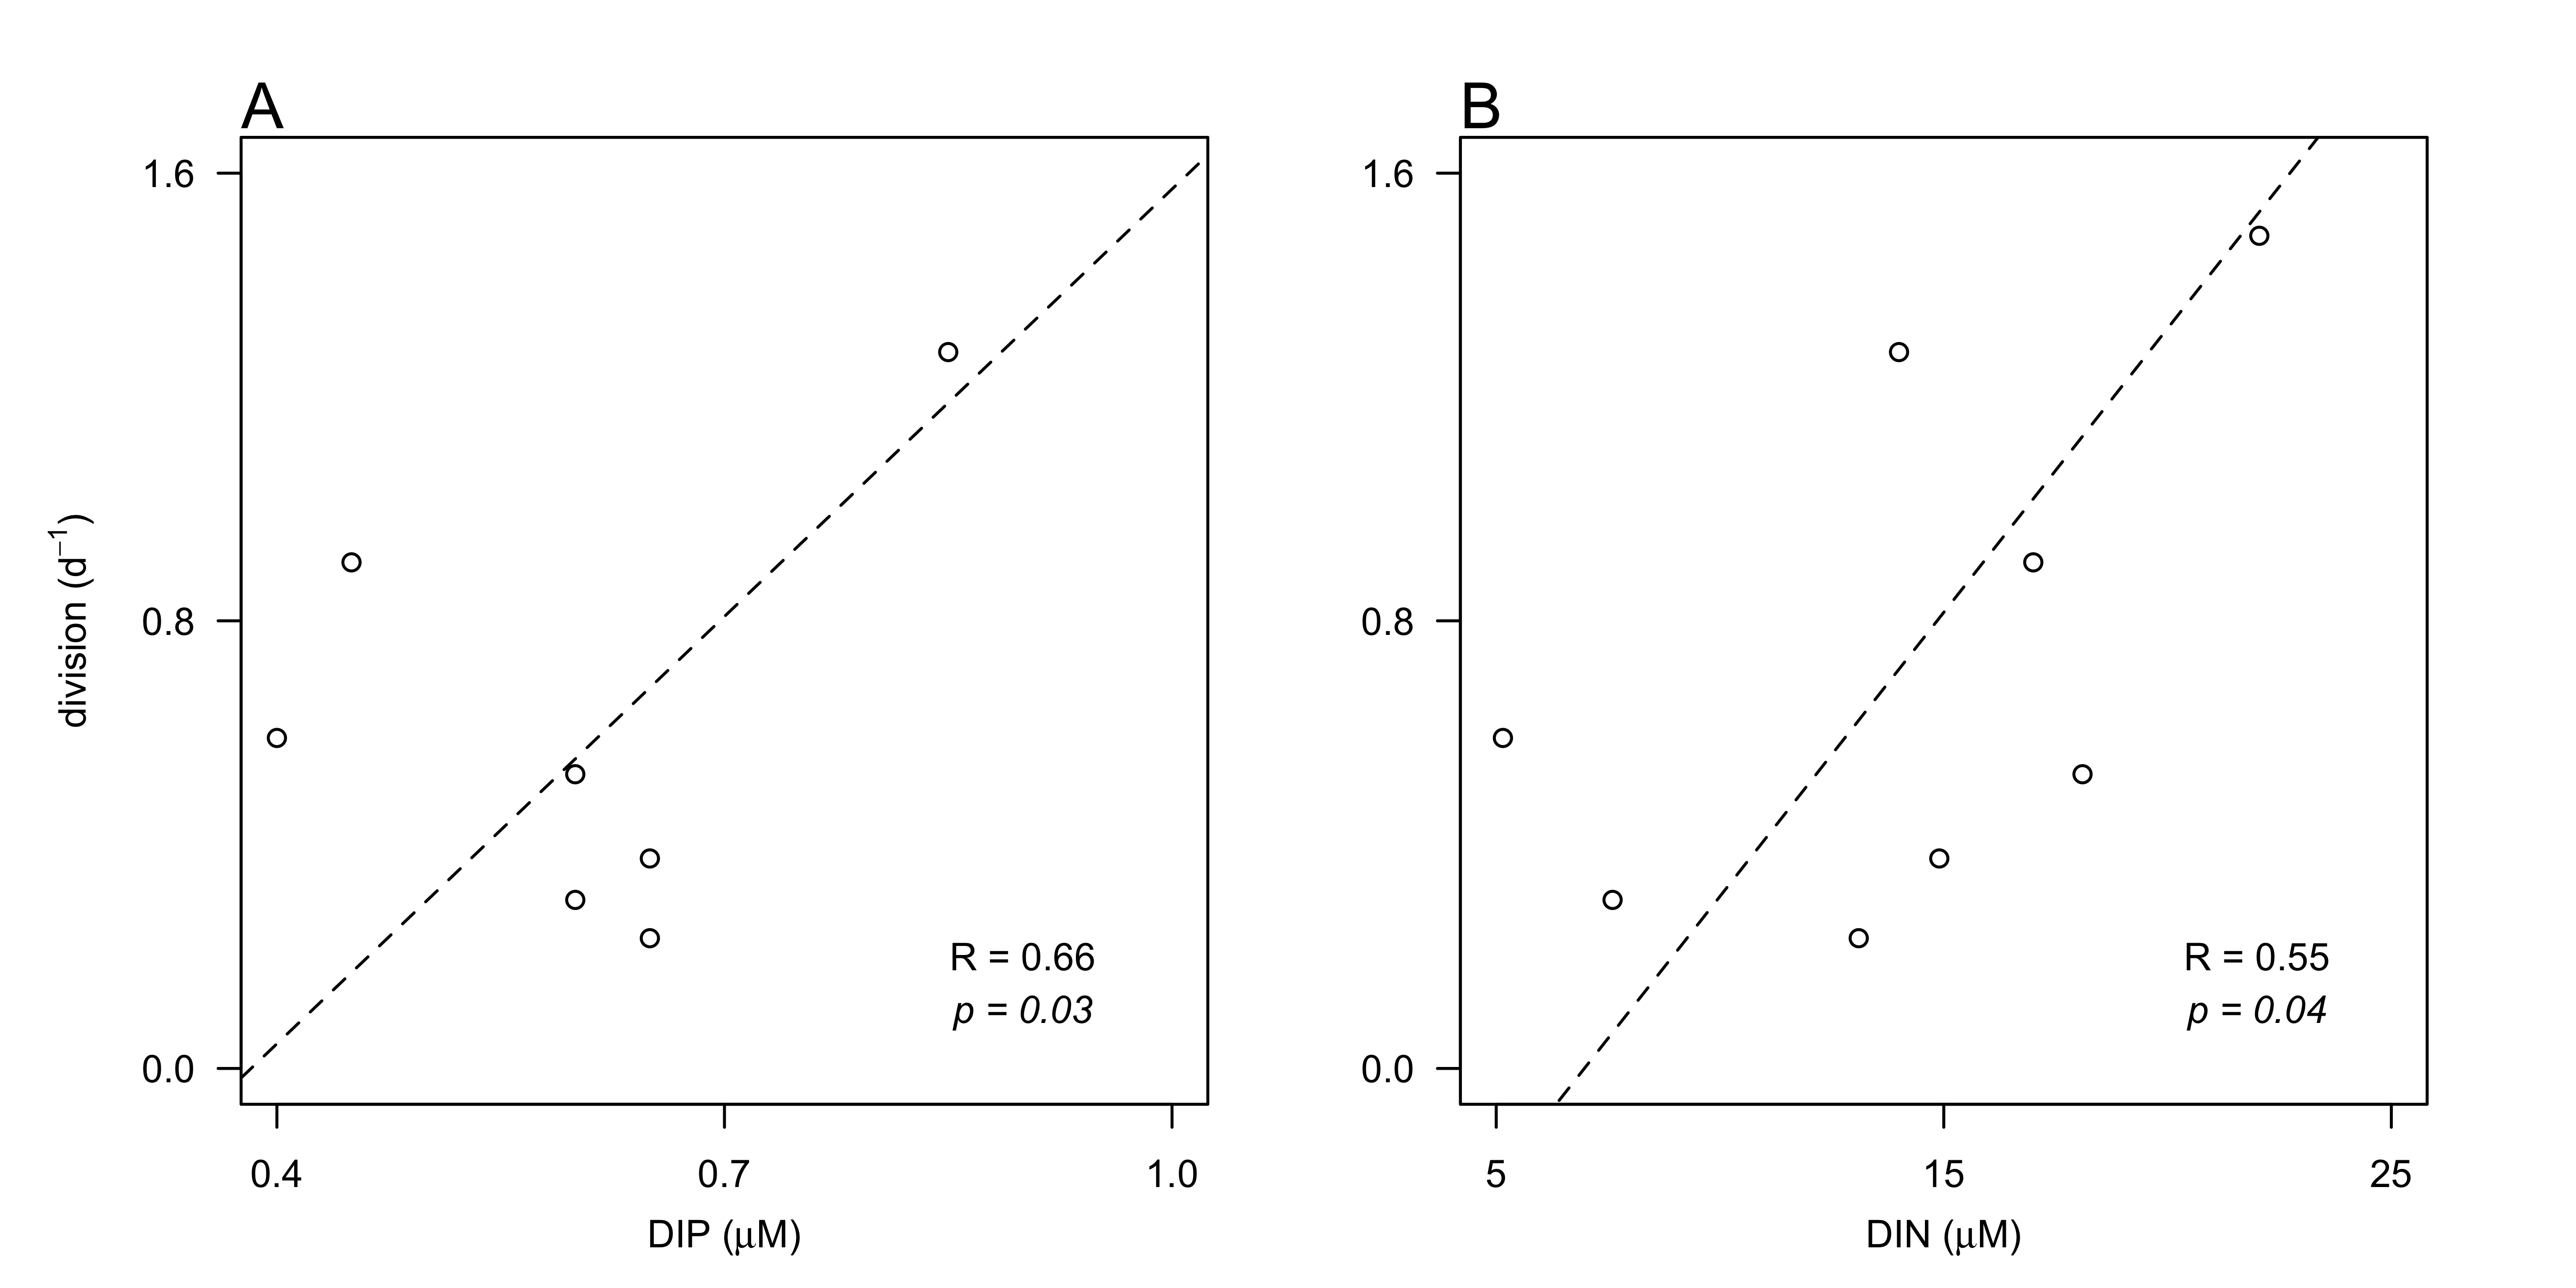 A
1.6
0.8
0.0
division (d⁻¹)
0.4 0.7 1.0
DIP (μM)
R = 0.66
p = 0.03
B
1.6
0.8
0.0
5 15 25
DIN (μM)
R = 0.55
p = 0.04